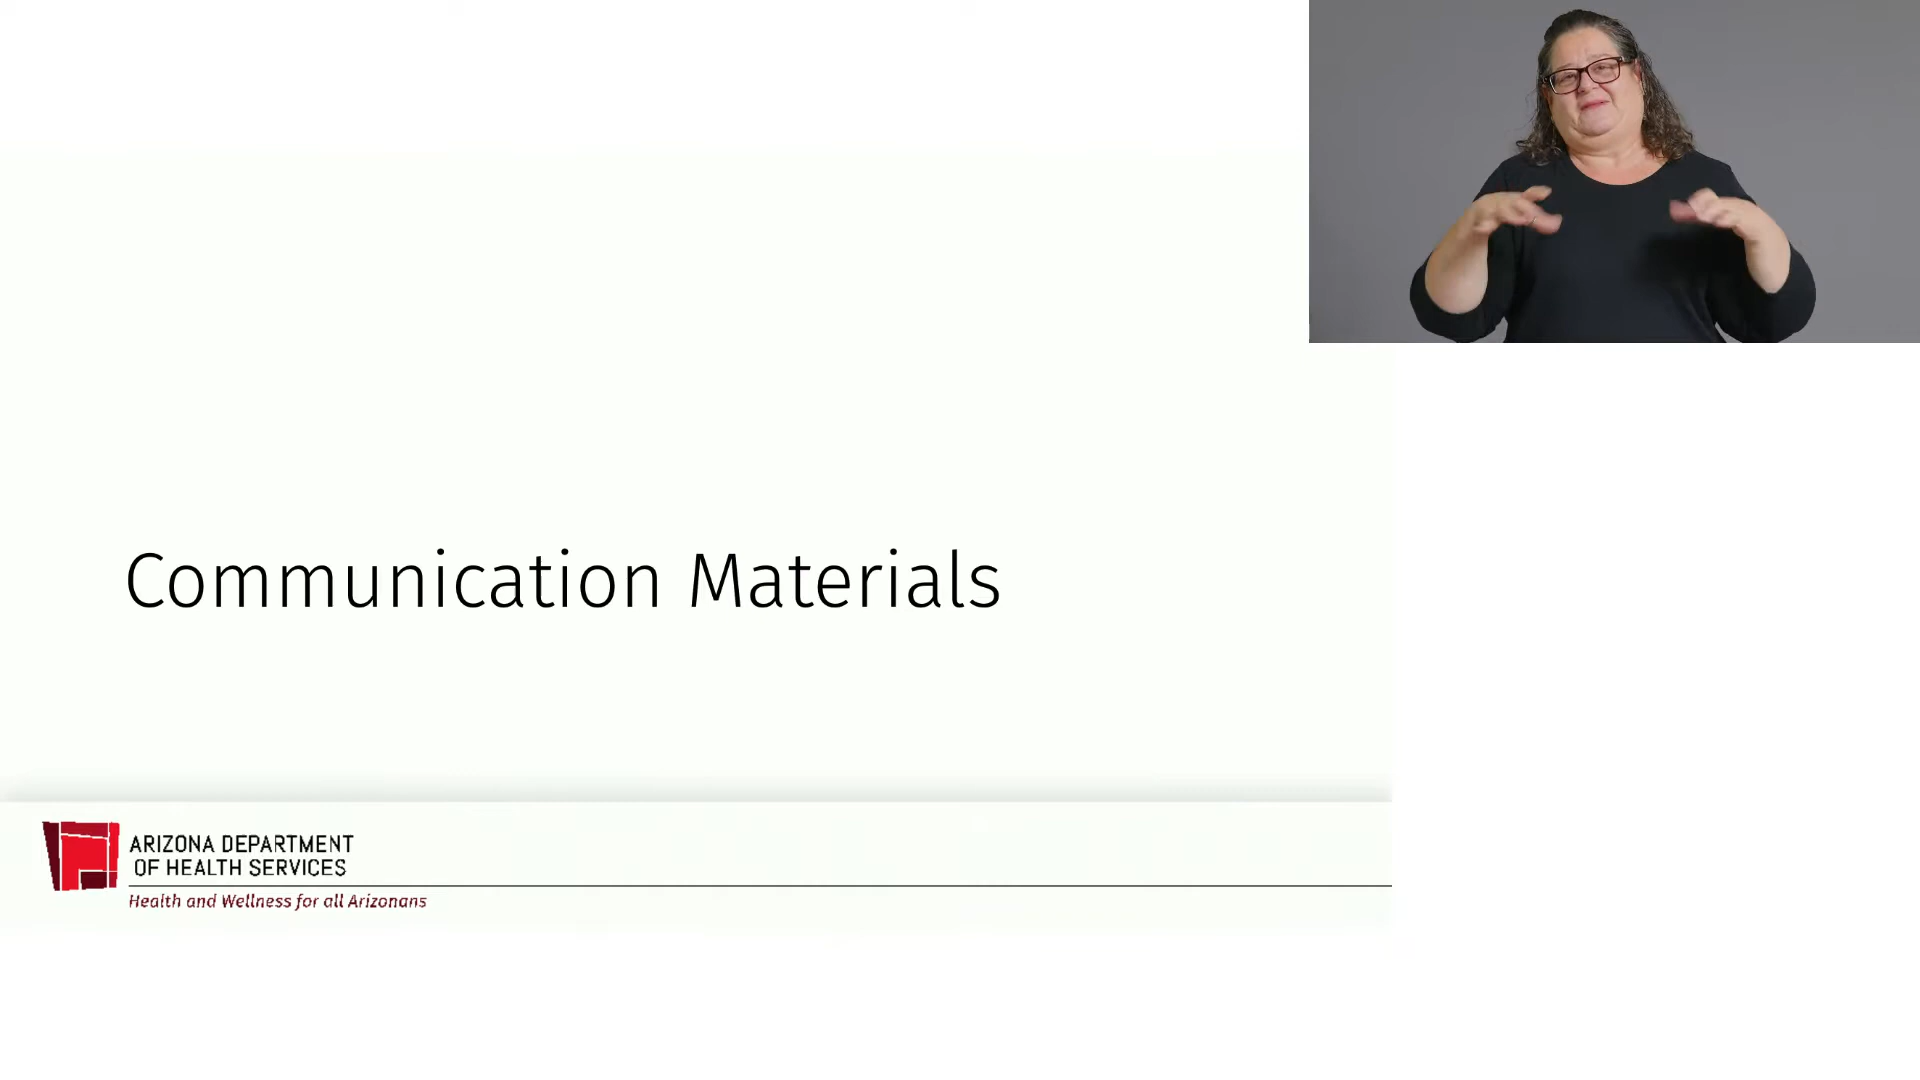 Communication Materials
ARIZONA DEPARTMENT
OF HEALTH SERVICES
Health and Wellness for all Arizonans